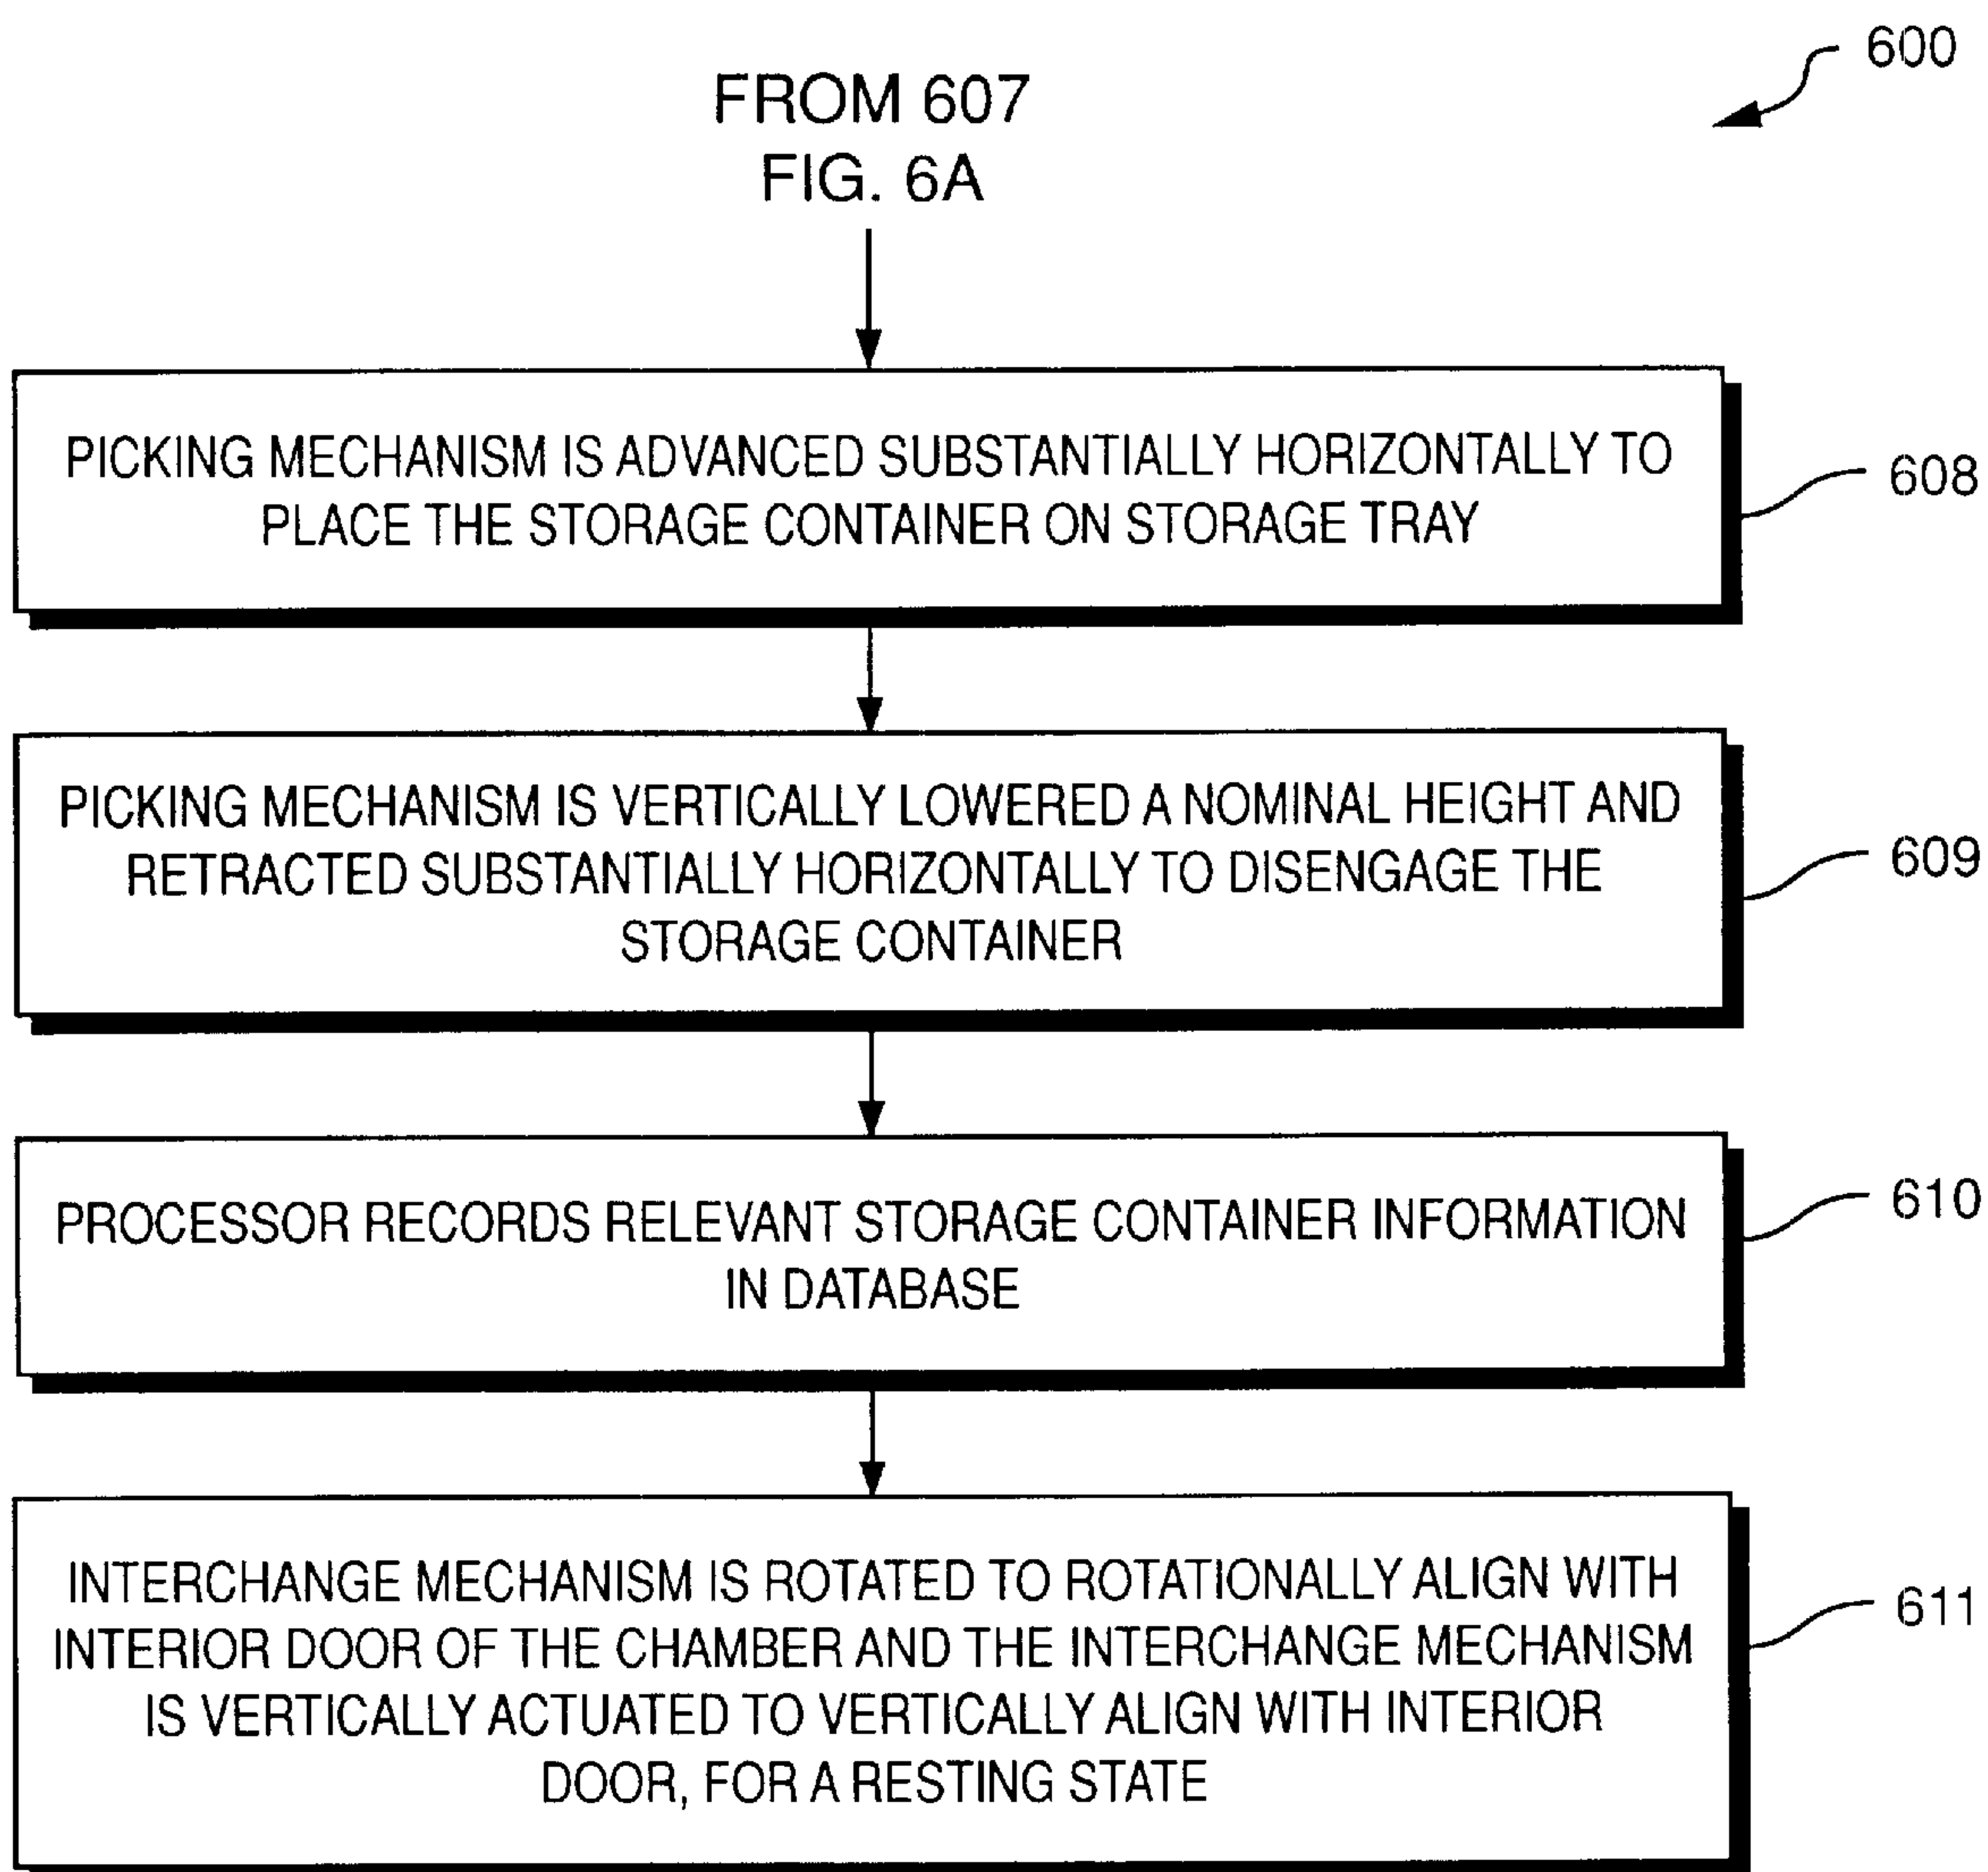 600
FROM 607
FIG. 6A
PICKING MECHANISM IS ADVANCED SUBSTANTIALLY HORIZONTALLY TO
PLACE THE STORAGE CONTAINER ON STORAGE TRAY
608
PICKING MECHANISM IS VERTICALLY LOWERED A NOMINAL HEIGHT AND
RETRACTED SUBSTANTIALLY HORIZONTALLY TO DISENGAGE THE
STORAGE CONTAINER
609
PROCESSOR RECORDS RELEVANT STORAGE CONTAINER INFORMATION
IN DATABASE
610
INTERCHANGE MECHANISM IS ROTATED TO ROTATIONALLY ALIGN WITH
INTERIOR DOOR OF THE CHAMBER AND THE INTERCHANGE MECHANISM
IS VERTICALLY ACTUATED TO VERTICALLY ALIGN WITH INTERIOR
DOOR, FOR A RESTING STATE
611